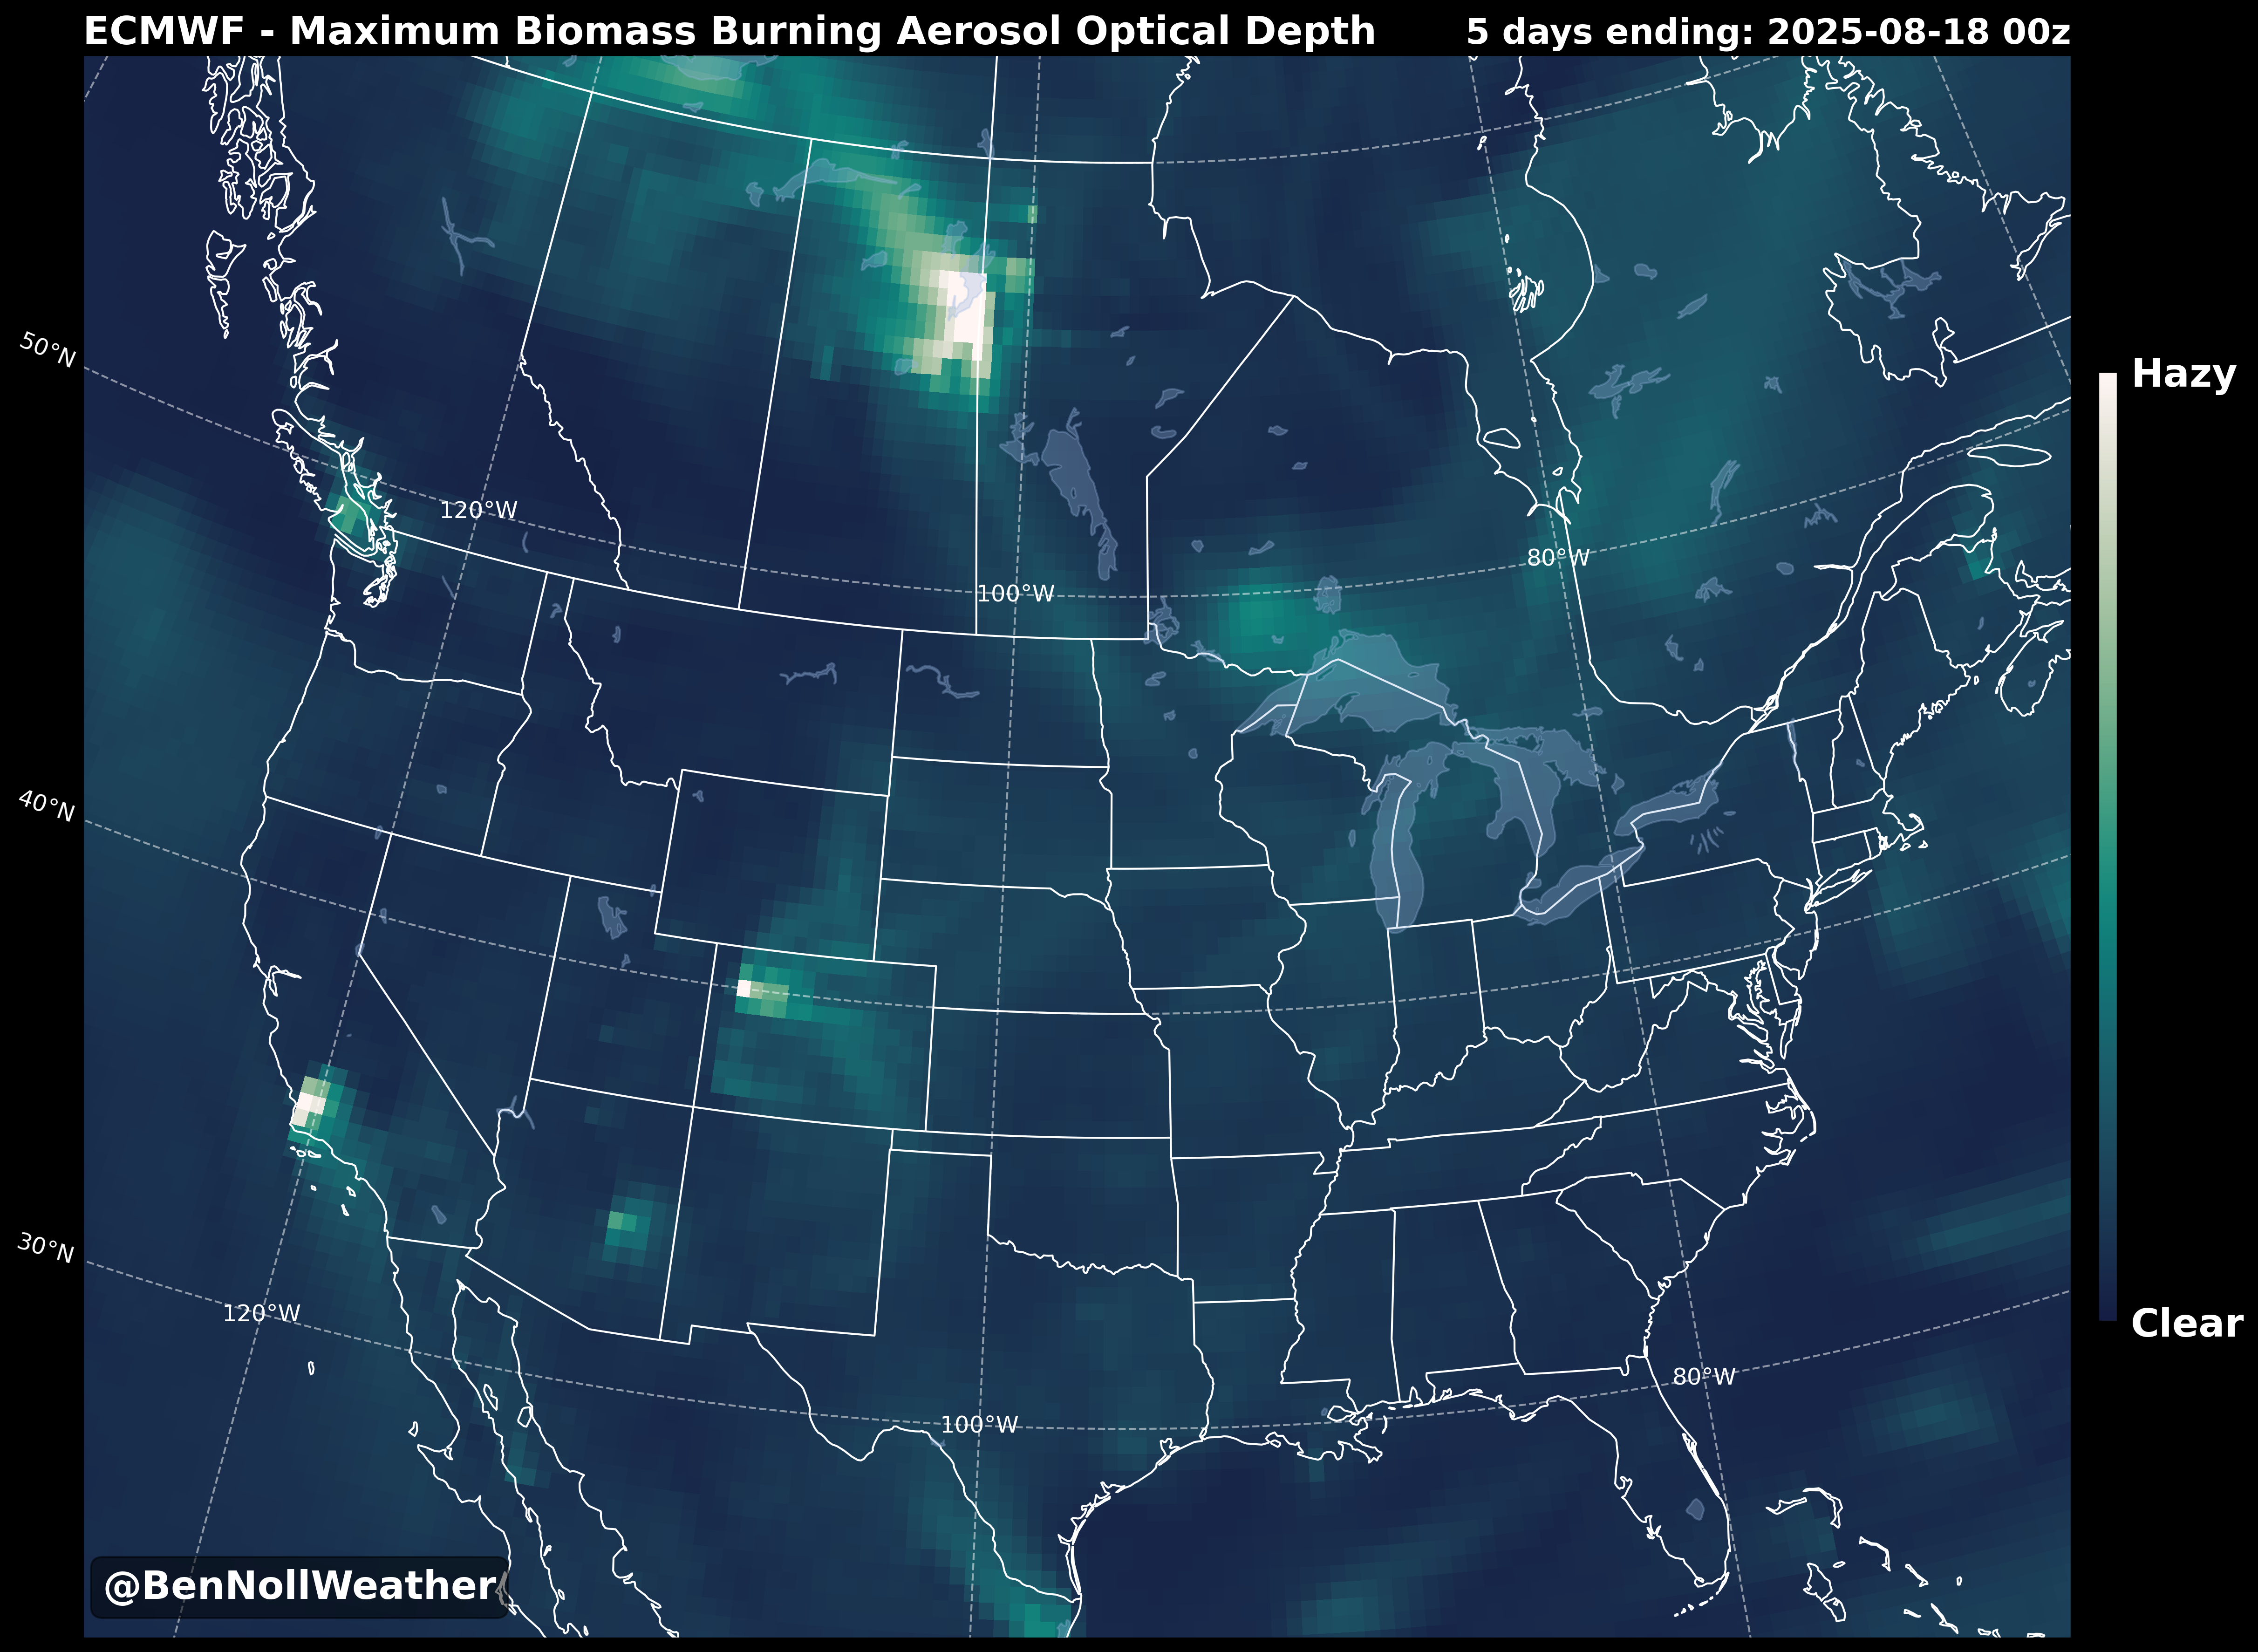 ECMWF - Maximum Biomass Burning Aerosol Optical Depth
5 days ending: 2025-08-18 00z
50°N
Hazy
120°W
80°W
100°W
40°N
30°N
120°W
Clear
80°W
100°W
@BenNollWeather